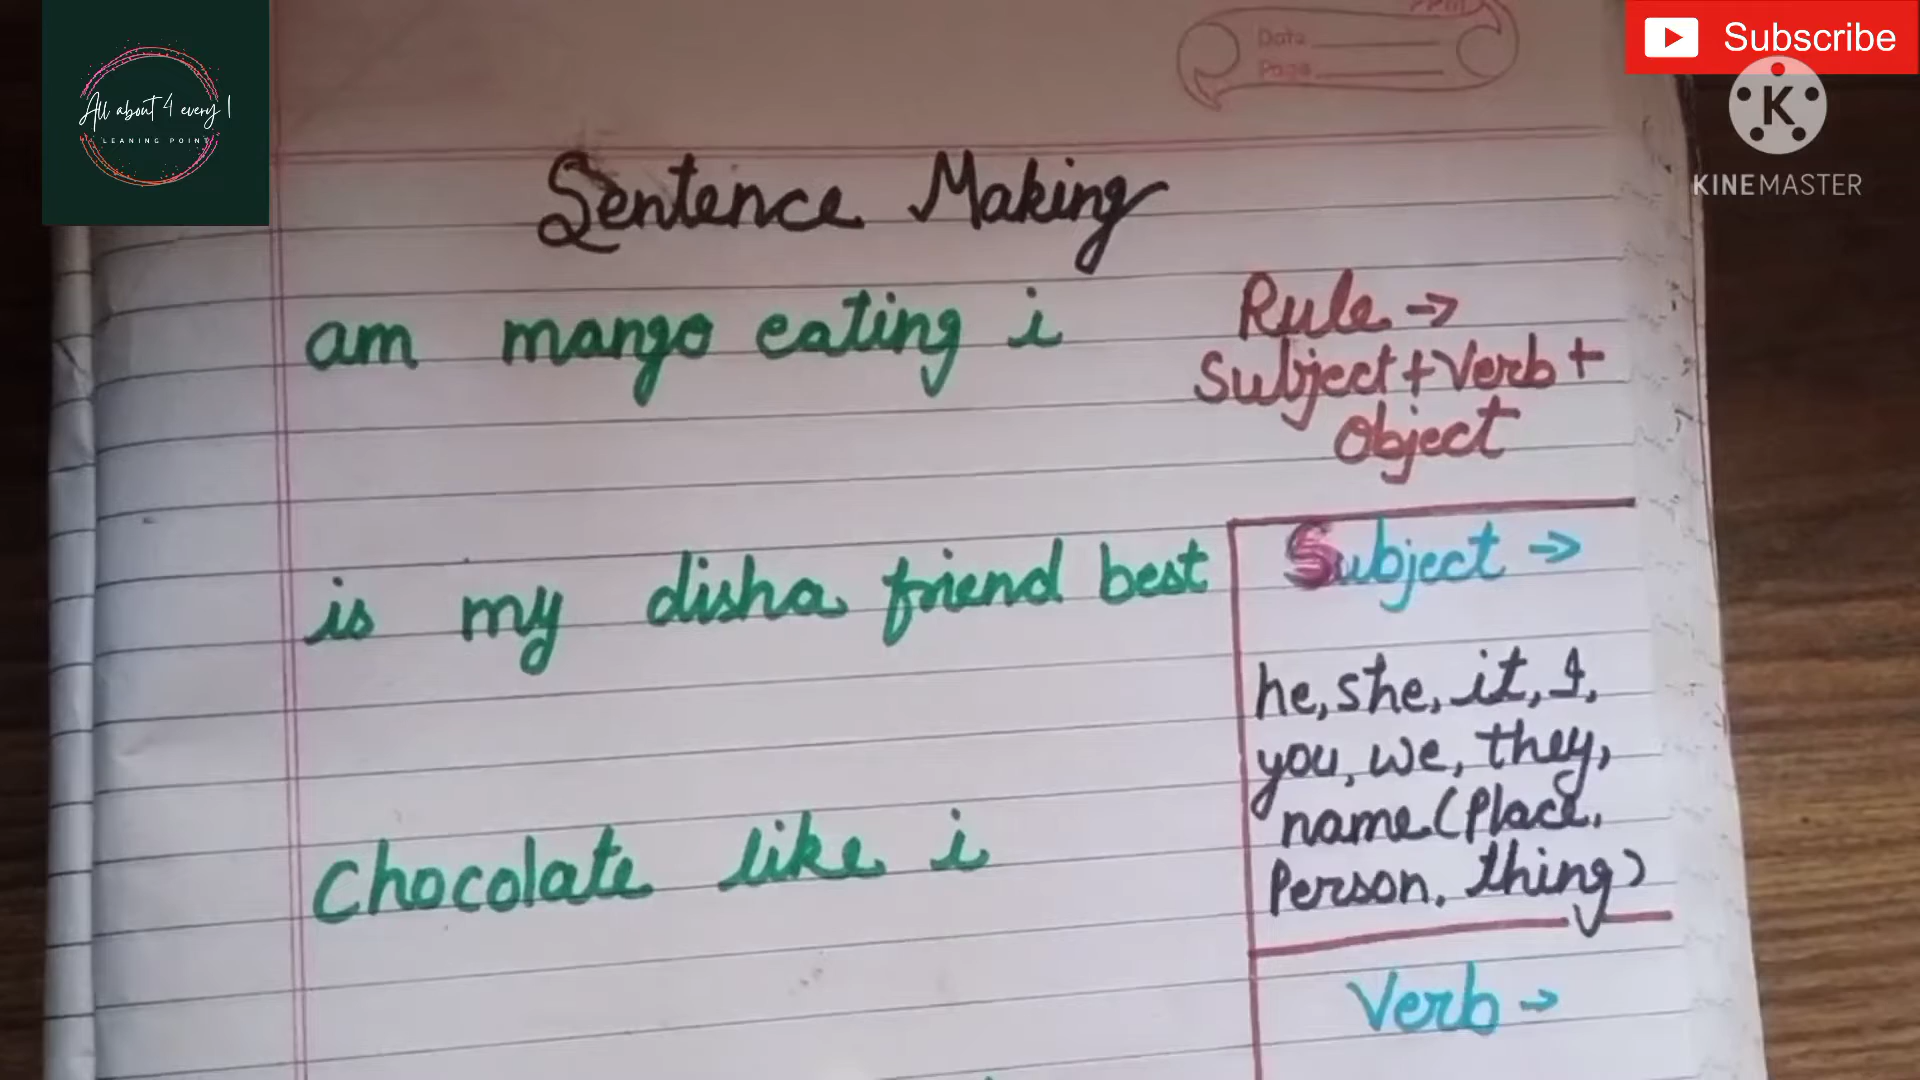 All about 4 every 1
LEANING POINT
Subscribe
K
KINEMASTER
Date
Page
Sentence Making
am mango eating i
Rule →
Subject + Verb +
Object
is my disha friend best
Subject →
he, she, it, I,
you, we, they,
name (Place,
Person, thing)
Chocolate like i
Verb →